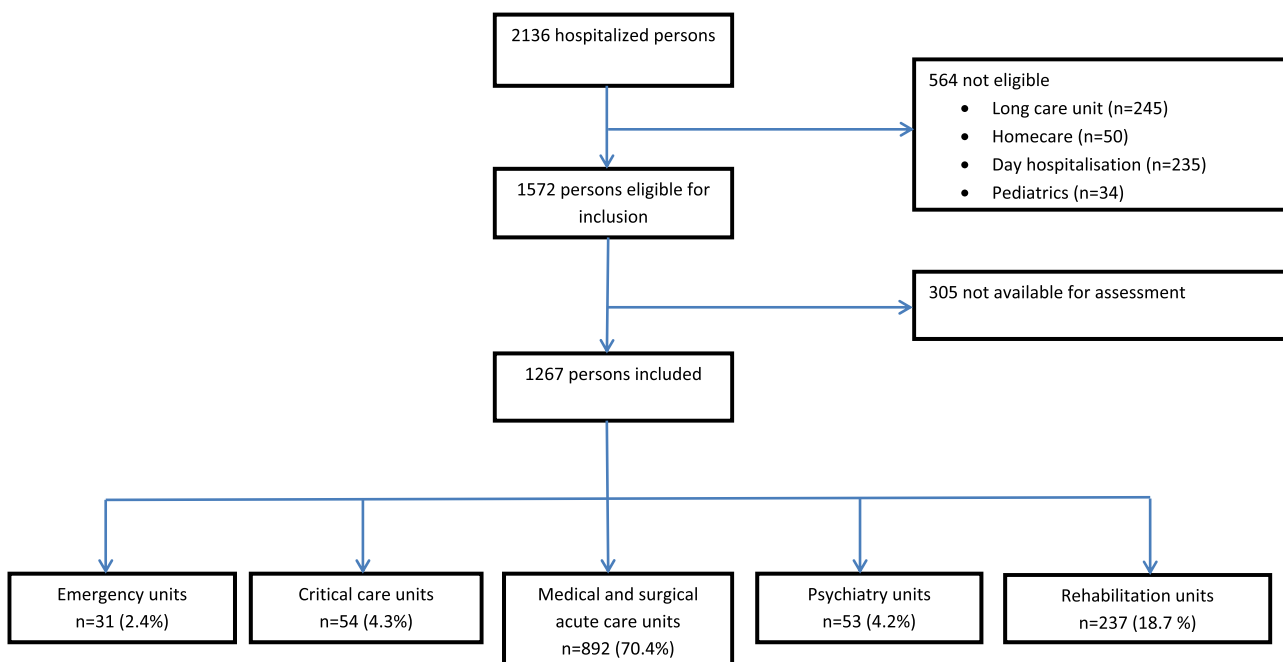 2136 hospitalized persons
564 not eligible
• Long care unit (n=245)
• Homecare (n=50)
• Day hospitalisation (n=235)
• Pediatrics (n=34)
1572 persons eligible for
inclusion
305 not available for assessment
1267 persons included
Emergency units
n=31 (2.4%)
Critical care units
n=54 (4.3%)
Medical and surgical
acute care units
n=892 (70.4%)
Psychiatry units
n=53 (4.2%)
Rehabilitation units
n=237 (18.7 %)